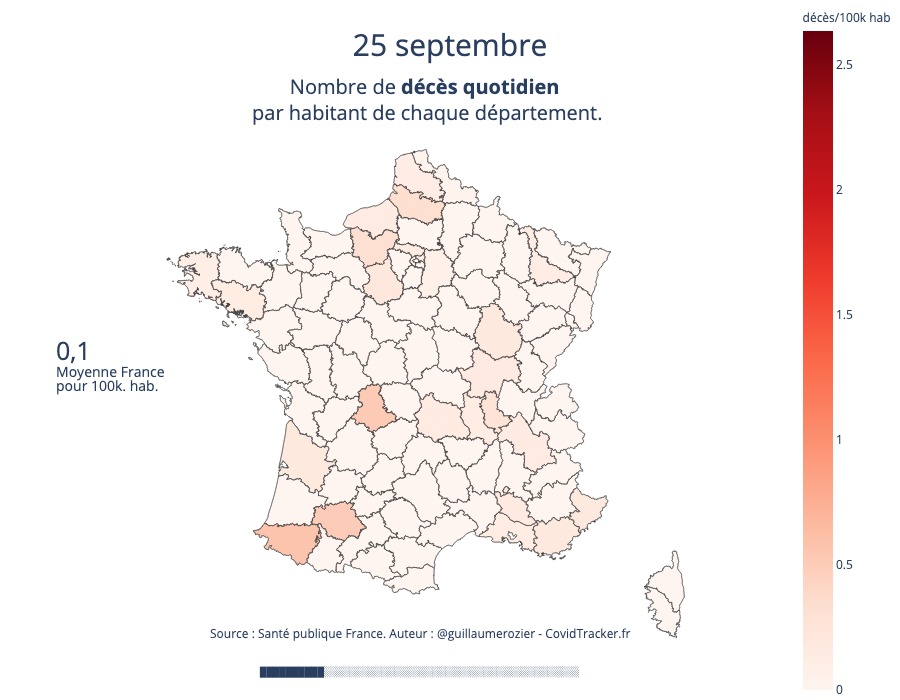 décès/100k hab
25 septembre
Nombre de décès quotidien
par habitant de chaque département.
2.5
2
1.5
1
0.5
0
0,1
Moyenne France
pour 100k. hab.
Source : Santé publique France. Auteur : @guillaumerozier - CovidTracker.fr